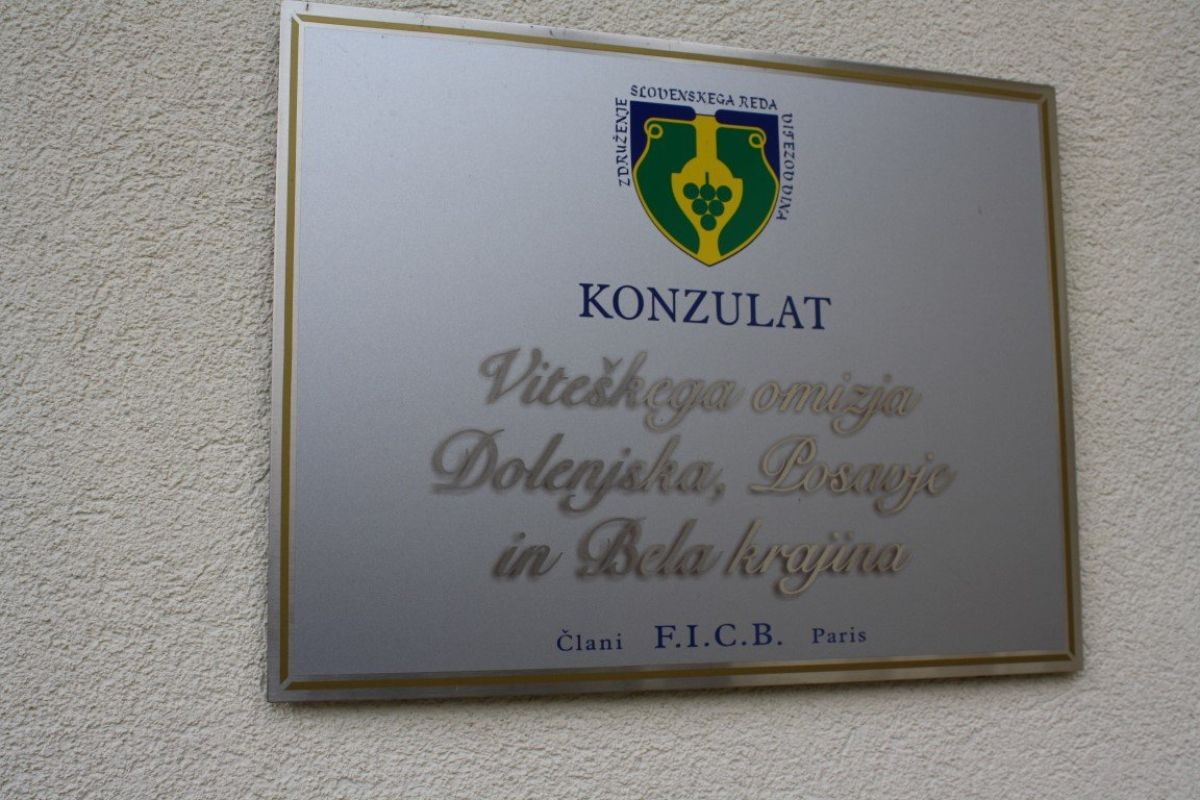 ZDRUŽENJE SLOVENSKEGA REDA VITEZOV VINA
KONZULAT
Viteškega omizja
Dolenjska, Posavje
in Bela krajina
Člani F.I.C.B. Paris